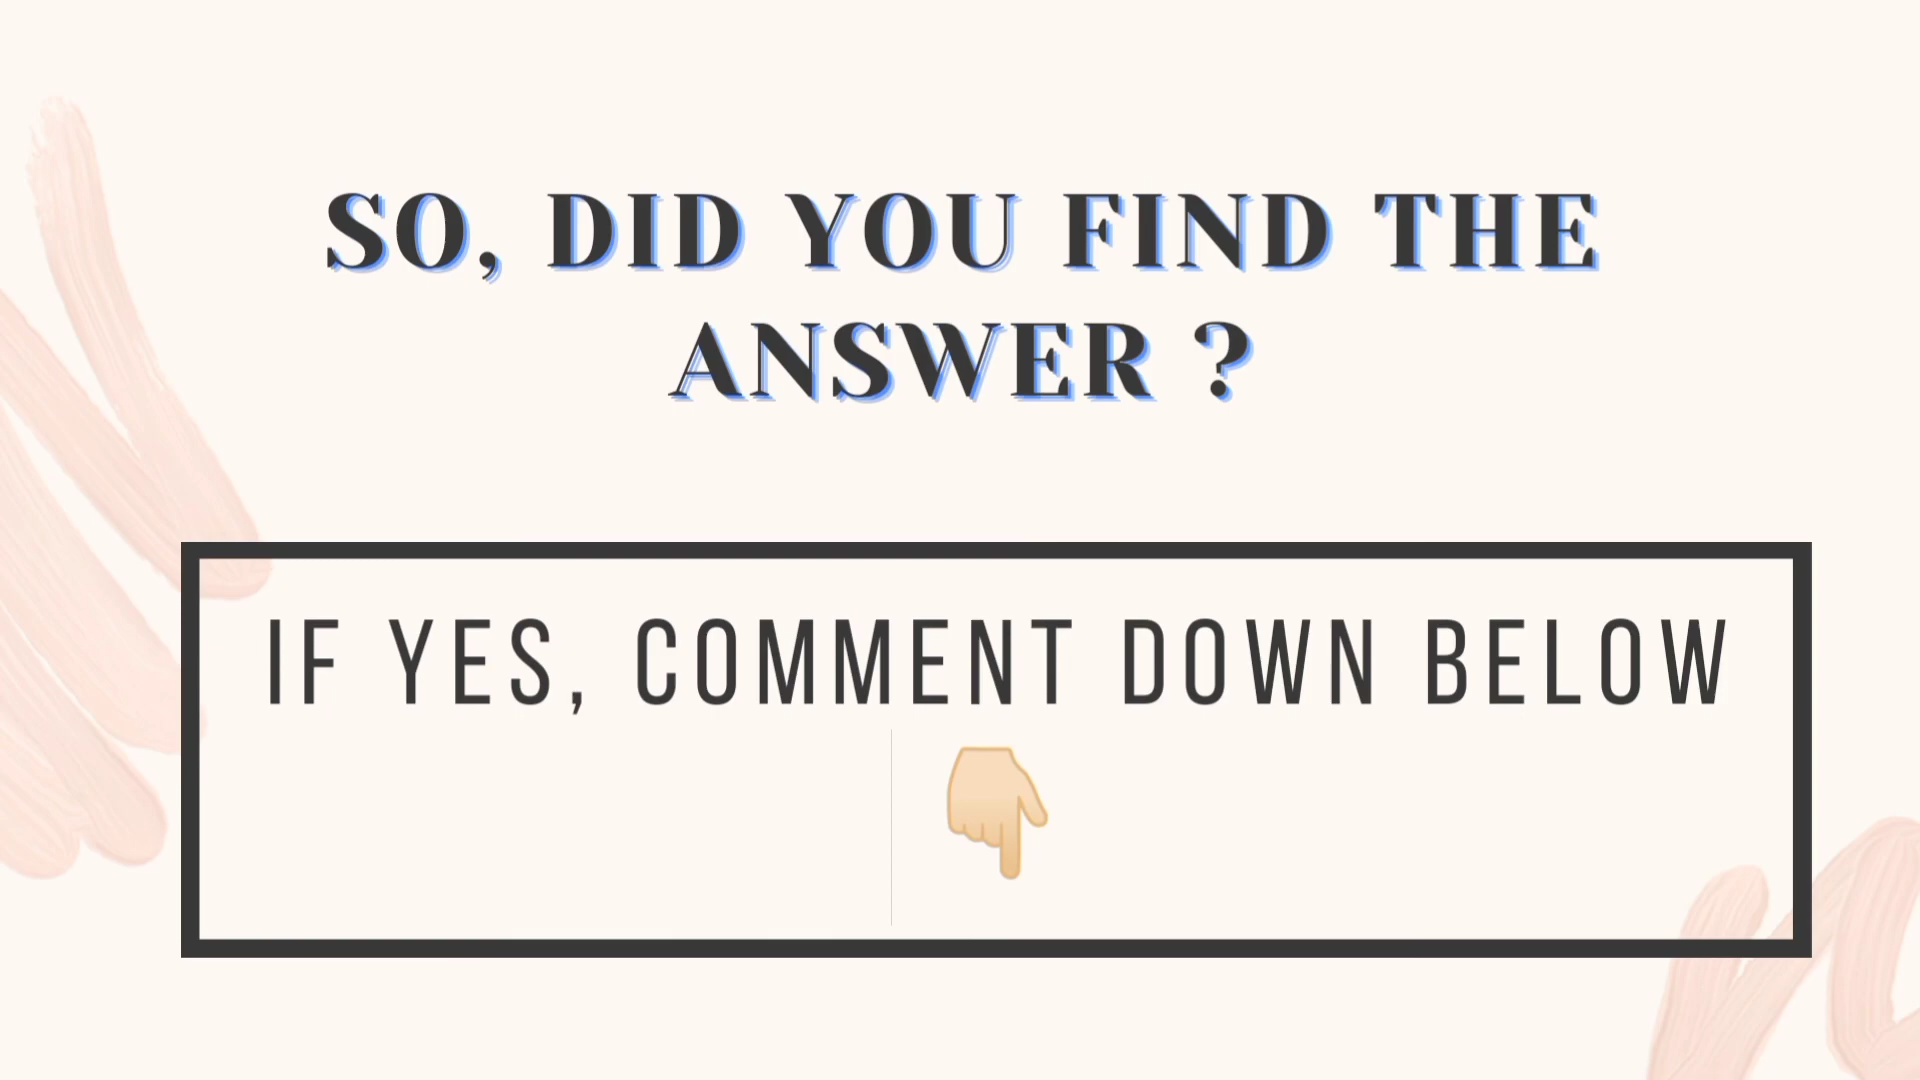 SO, DID YOU FIND THE
ANSWER ?
IF YES, COMMENT DOWN BELOW
👇🏼